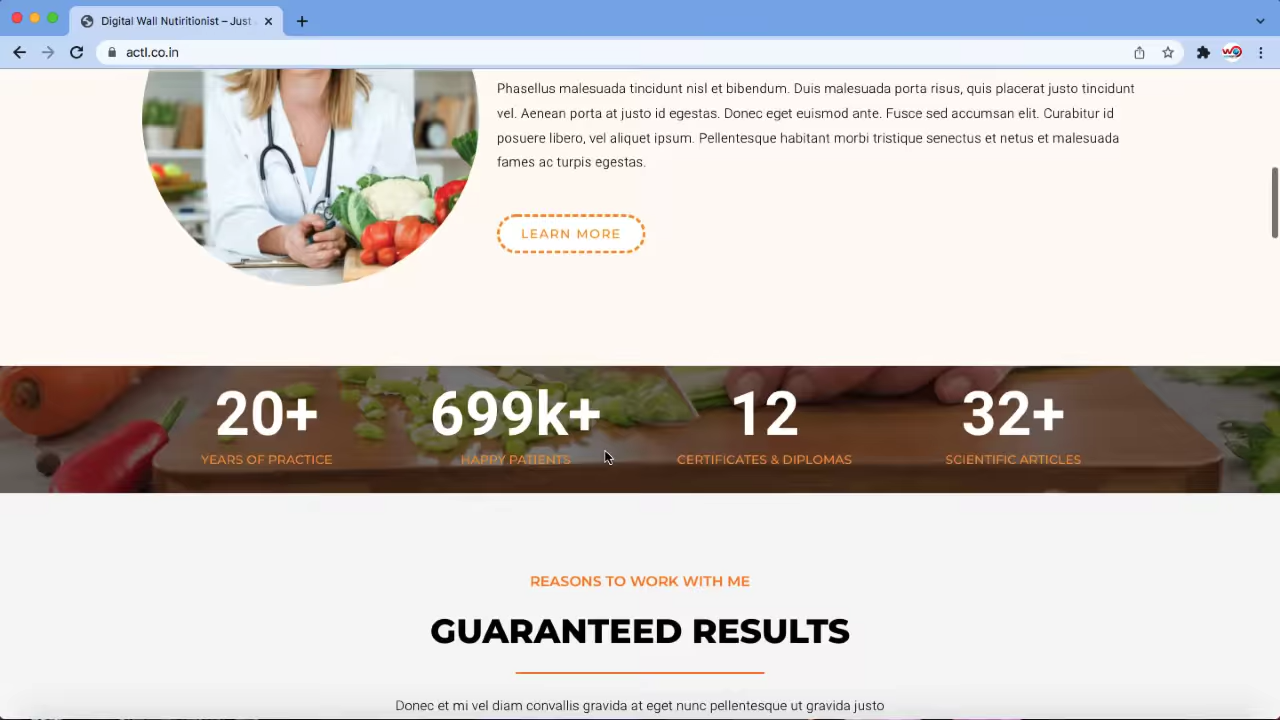 Digital Wall Nutiritionist – Just
actl.co.in
Phasellus malesuada tincidunt nisl et bibendum. Duis malesuada porta risus, quis placerat justo tincidunt
vel. Aenean porta at justo id egestas. Donec eget euismod ante. Fusce sed accumsan elit. Curabitur id
posuere libero, vel aliquet ipsum. Pellentesque habitant morbi tristique senectus et netus et malesuada
fames ac turpis egestas.
LEARN MORE
20+ 699k+ 12 32+
YEARS OF PRACTICE HAPPY PATIENTS CERTIFICATES & DIPLOMAS SCIENTIFIC ARTICLES
REASONS TO WORK WITH ME
GUARANTEED RESULTS
Donec et mi vel diam convallis gravida at eget nunc pellentesque ut gravida justo